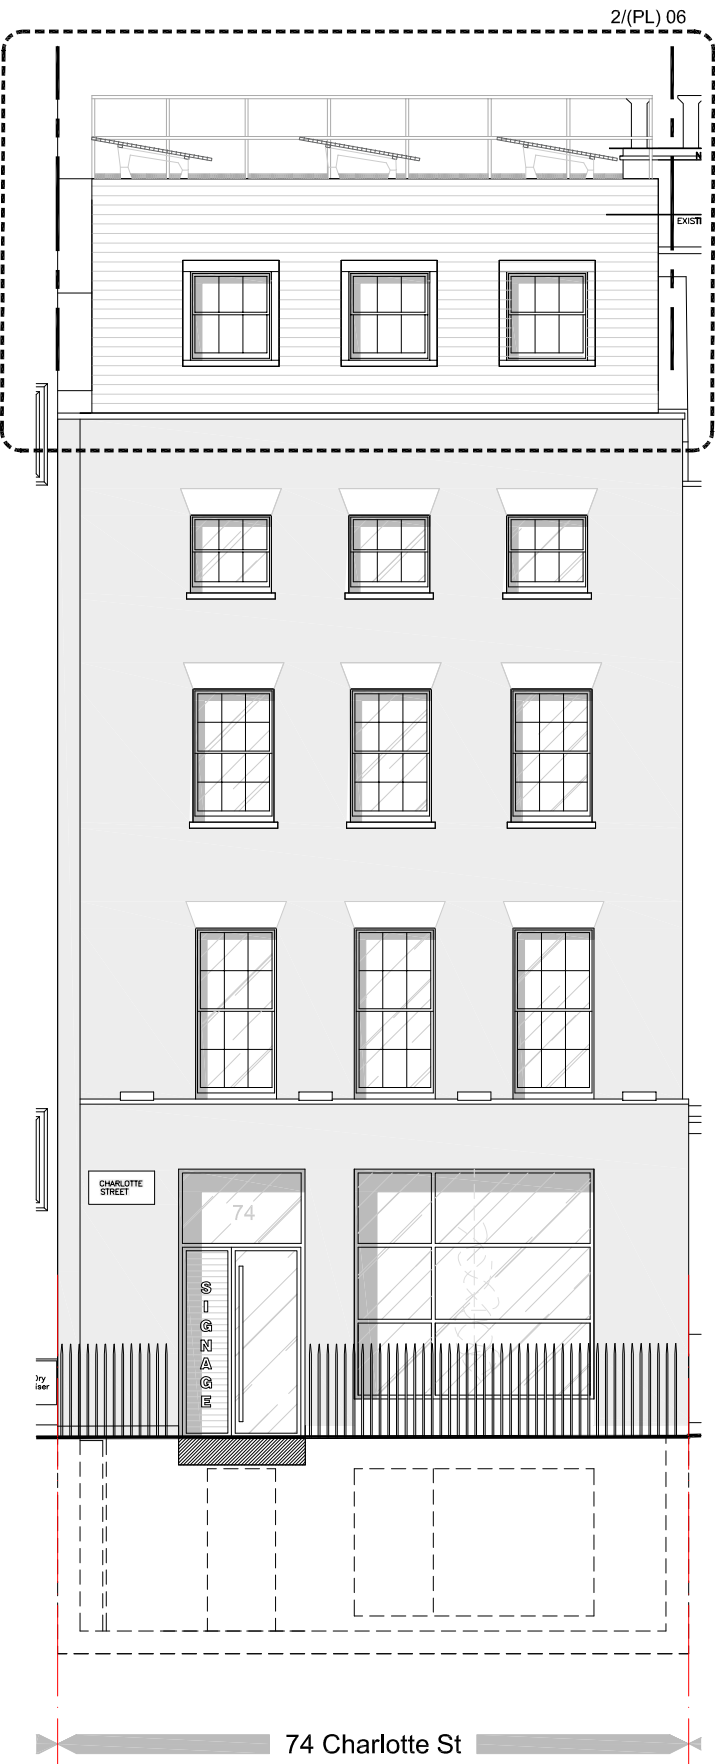 2/(PL) 06
N
EXISTI
CHARLOTTE
STREET
74
SIGNAGE
Dry
iser
74 Charlotte St